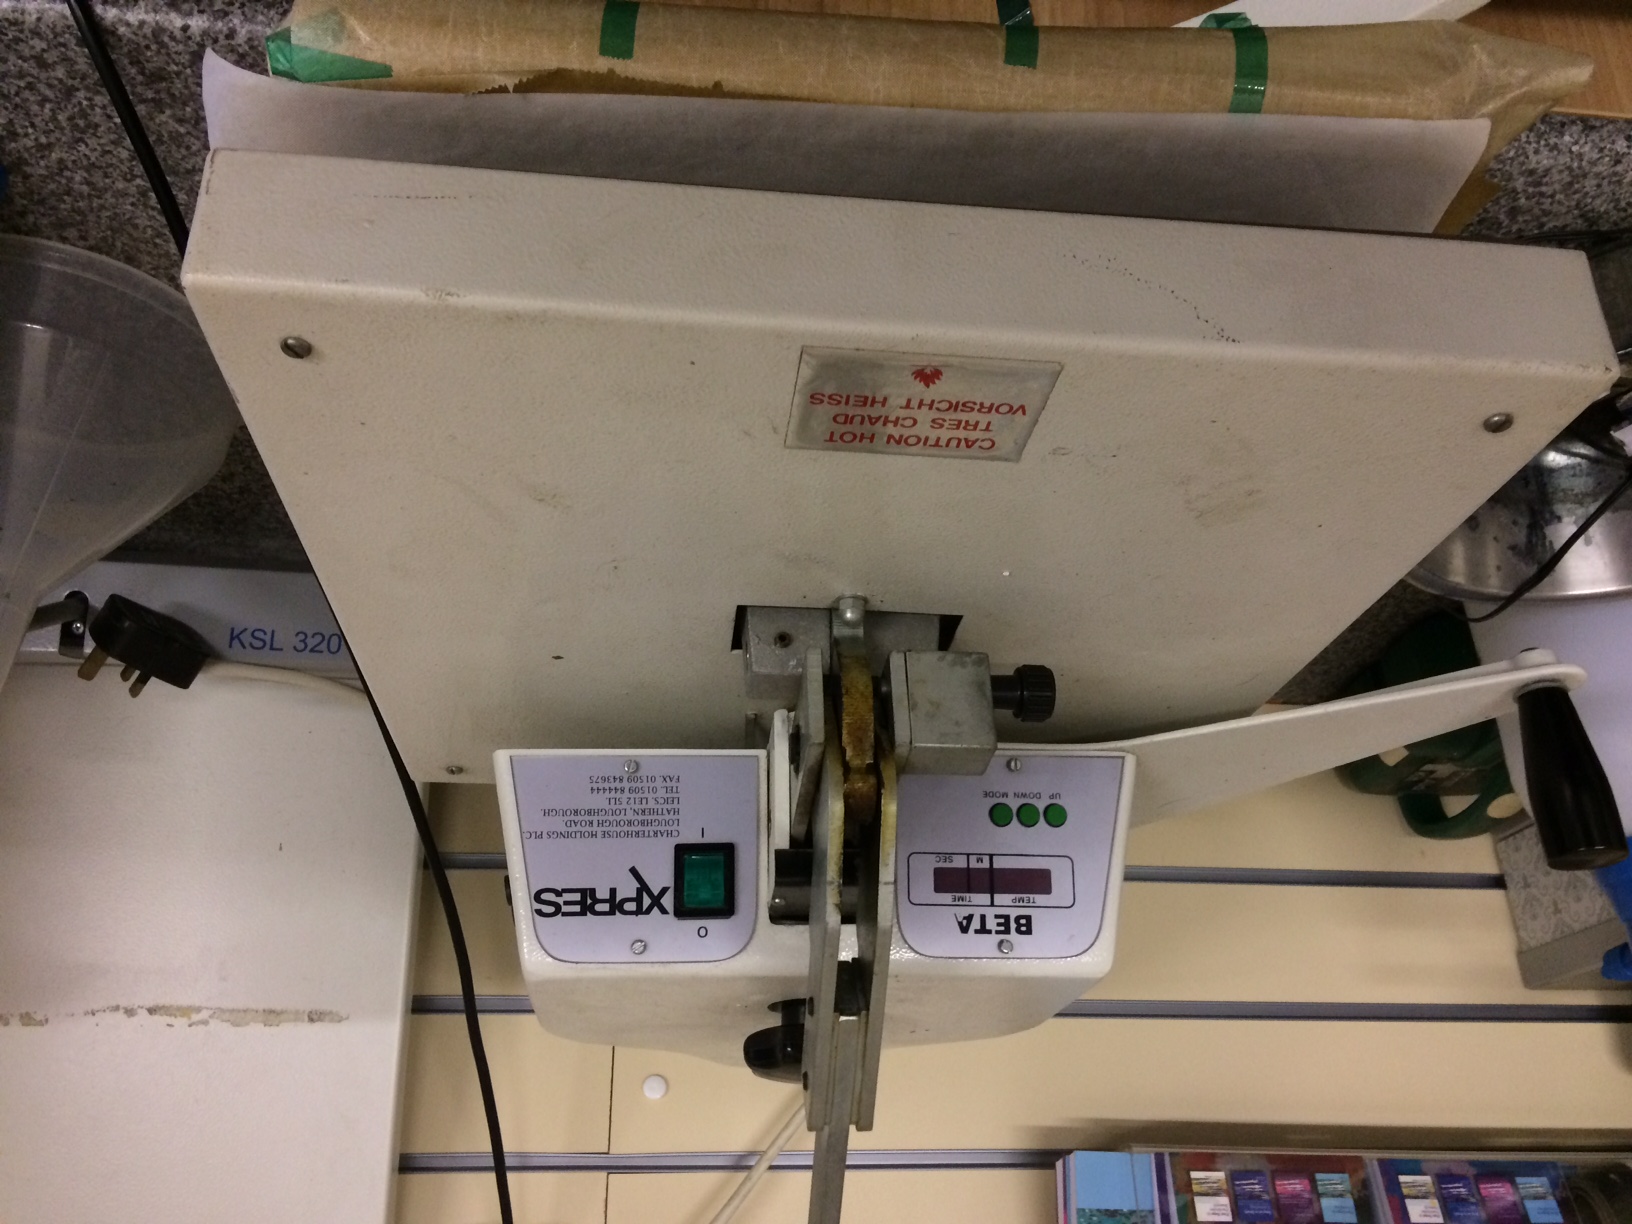 CAUTION HOT
TRES CHAUD
VORSICHT HEISS
BETA
TEMP TIME
M SEC
UP DOWN MODE
O
XPRES
I
CHARTERHOUSE HOLDINGS PLC.
LOUGHBOROUGH ROAD.
HATHERN, LOUGHBOROUGH.
LEICS. LE12 5LL
TEL. 01509 844444
FAX. 01509 843675
KSL 320